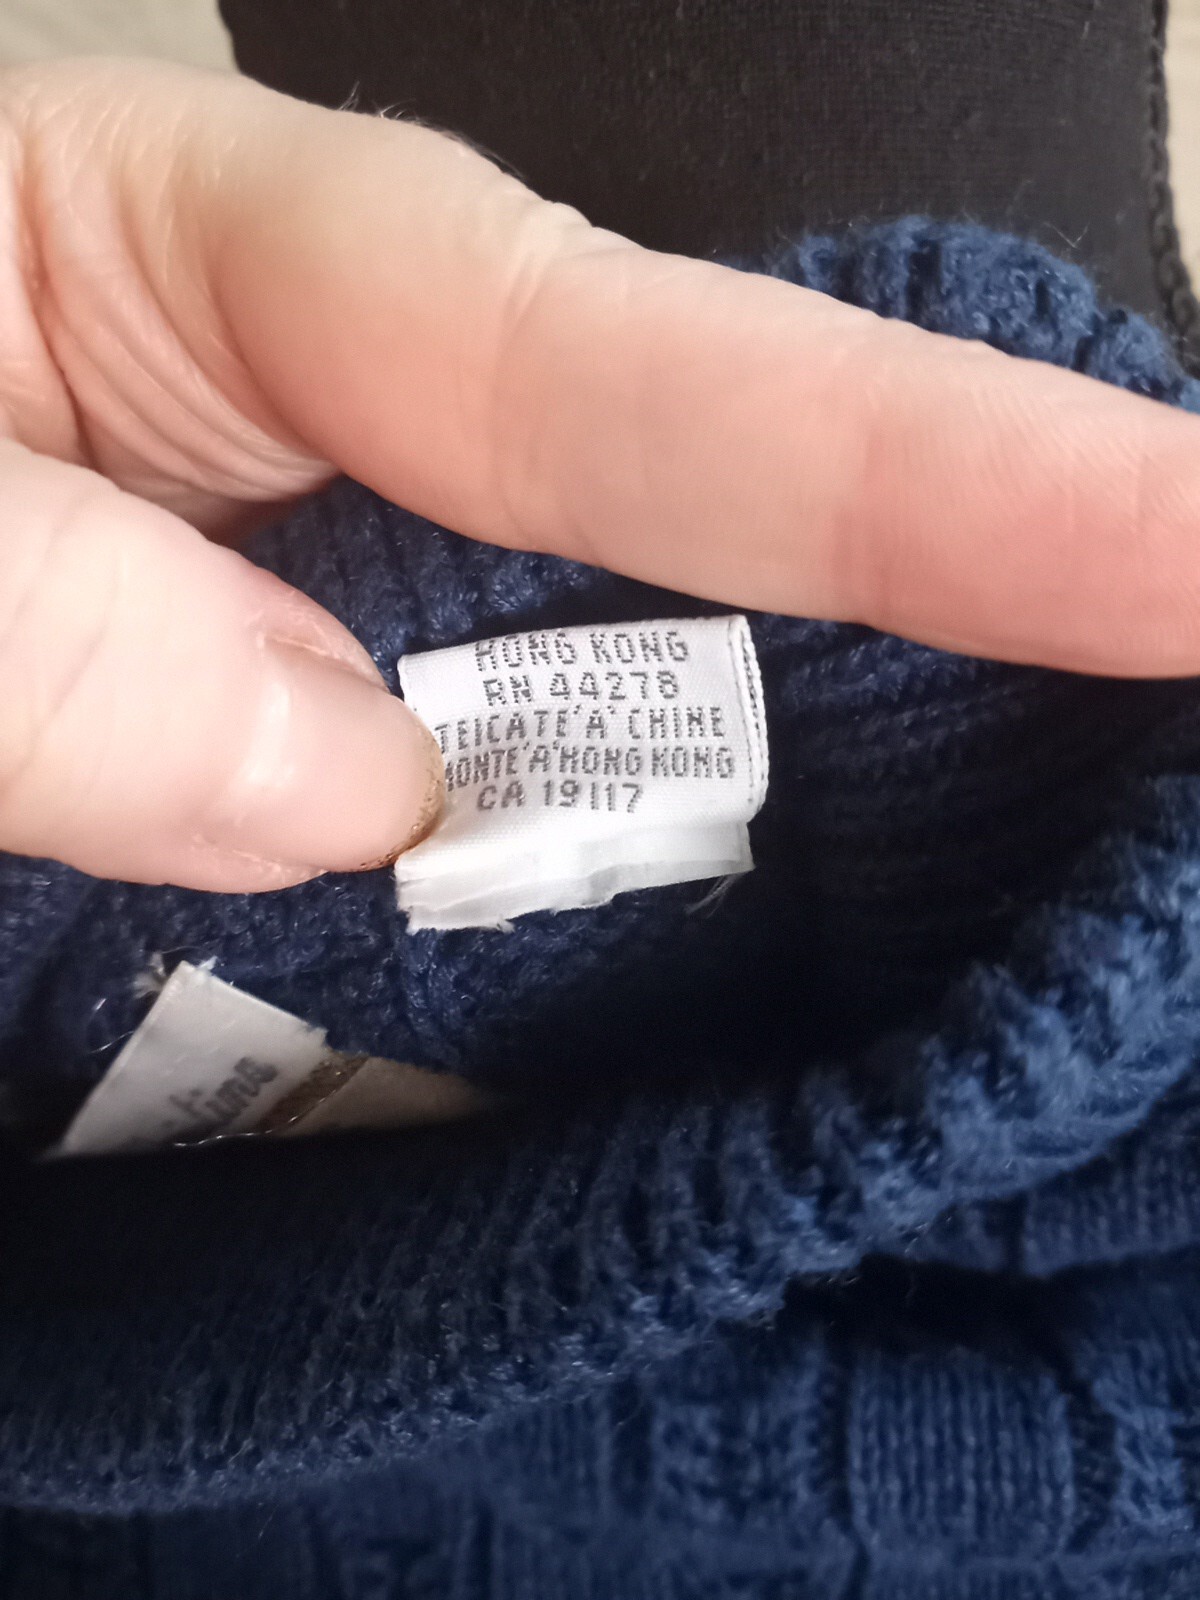 HONG KONG
RN 44278
TEICATE'A' CHINE
MONTE'A'HONG KONG
CA 19117